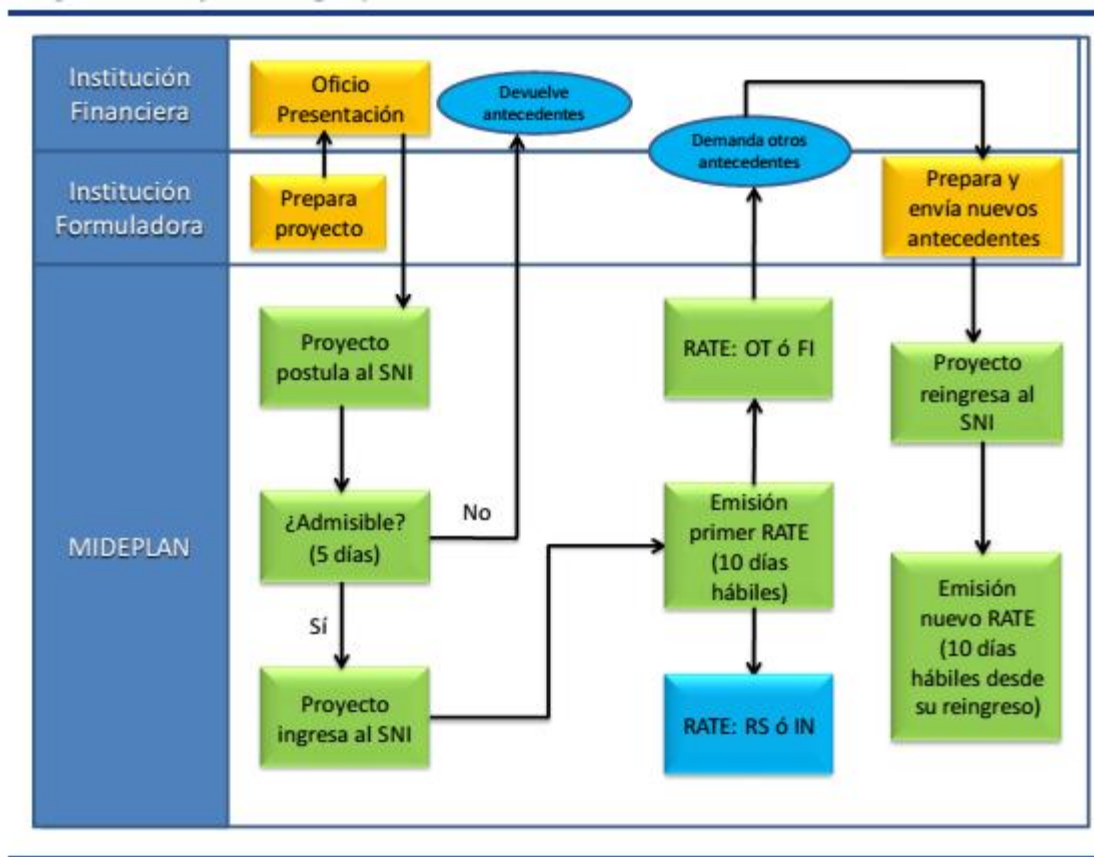 Institución
Financiera
Oficio
Presentación
Devuelve
antecedentes
Demanda otros
antecedentes
Institución
Formuladora
Prepara
proyecto
Prepara y
envía nuevos
antecedentes
MIDEPLAN
Proyecto
postula al SNI
¿Admisible?
(5 días)
No
Sí
Proyecto
ingresa al SNI
RATE: OT ó FI
Emisión
primer RATE
(10 días
hábiles)
RATE: RS ó IN
Proyecto
reingresa al
SNI
Emisión
nuevo RATE
(10 días
hábiles desde
su reingreso)